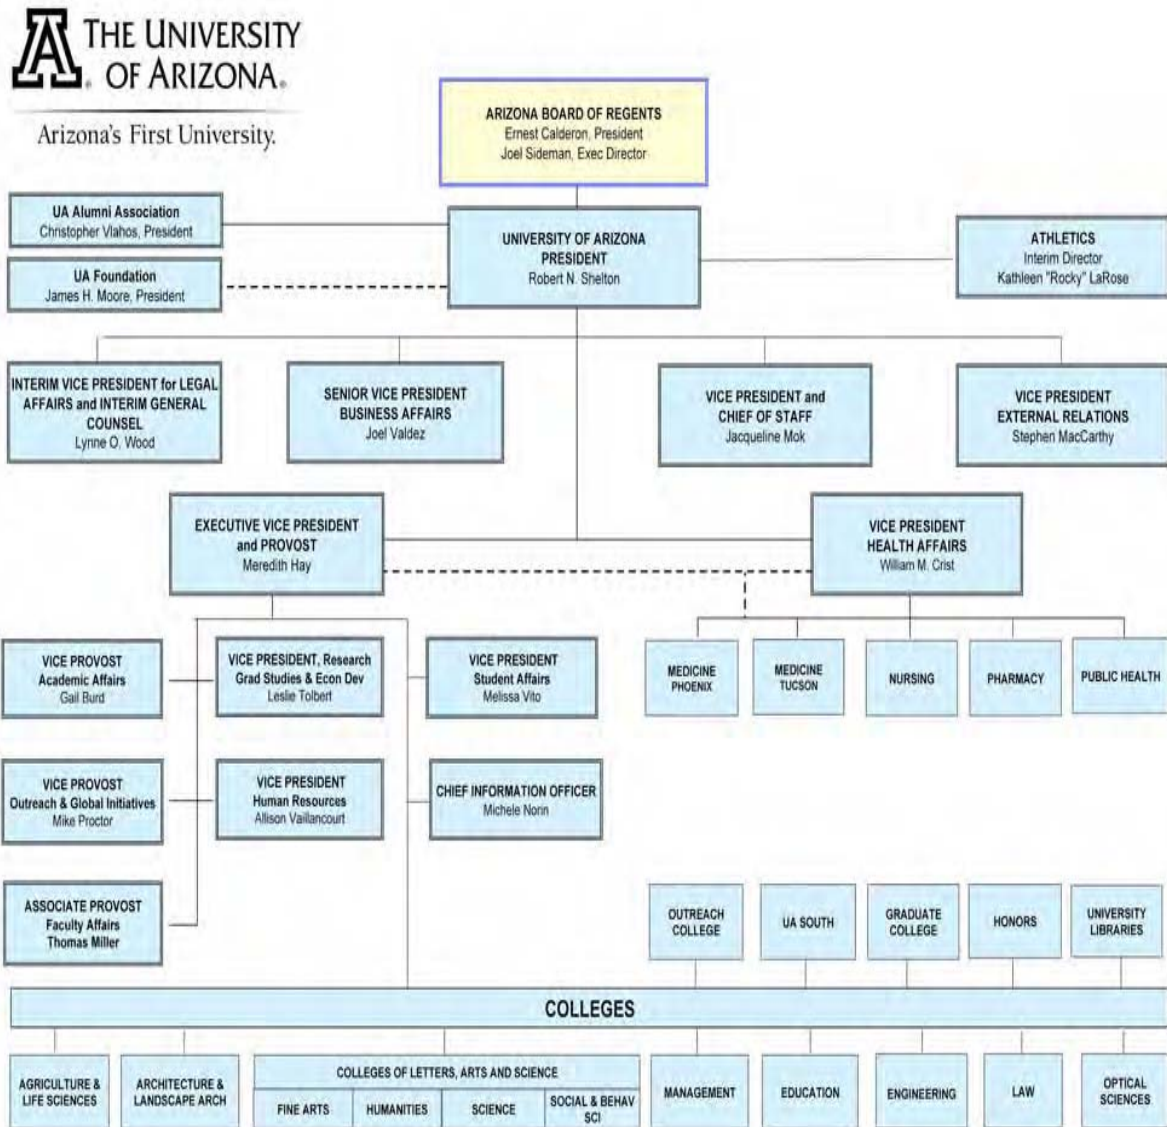 THE UNIVERSITY
OF ARIZONA.
Arizona's First University.
ARIZONA BOARD OF REGENTS
Ernest Calderon, President
Joel Sideman, Exec Director
UA Alumni Association
Christopher Vlahos, President
UA Foundation
James H. Moore, President
UNIVERSITY OF ARIZONA
PRESIDENT
Robert N. Shelton
ATHLETICS
Interim Director
Kathleen "Rocky" LaRose
INTERIM VICE PRESIDENT for LEGAL
AFFAIRS and INTERIM GENERAL
COUNSEL
Lynne O. Wood
SENIOR VICE PRESIDENT
BUSINESS AFFAIRS
Joel Valdez
VICE PRESIDENT and
CHIEF OF STAFF
Jacqueline Mok
VICE PRESIDENT
EXTERNAL RELATIONS
Stephen MacCarthy
EXECUTIVE VICE PRESIDENT
and PROVOST
Meredith Hay
VICE PRESIDENT
HEALTH AFFAIRS
William M. Crist
VICE PROVOST
Academic Affairs
Gail Burd
VICE PRESIDENT, Research
Grad Studies & Econ Dev
Leslie Tolbert
VICE PRESIDENT
Student Affairs
Melissa Vito
MEDICINE
PHOENIX
MEDICINE
TUCSON
NURSING
PHARMACY
PUBLIC HEALTH
VICE PROVOST
Outreach & Global Initiatives
Mike Proctor
VICE PRESIDENT
Human Resources
Allison Vaillancourt
CHIEF INFORMATION OFFICER
Michele Norin
ASSOCIATE PROVOST
Faculty Affairs
Thomas Miller
OUTREACH
COLLEGE
UA SOUTH
GRADUATE
COLLEGE
HONORS
UNIVERSITY
LIBRARIES
COLLEGES
AGRICULTURE &
LIFE SCIENCES
ARCHITECTURE &
LANDSCAPE ARCH
COLLEGES OF LETTERS, ARTS AND SCIENCE
FINE ARTS
HUMANITIES
SCIENCE
SOCIAL & BEHAV
SCI
MANAGEMENT
EDUCATION
ENGINEERING
LAW
OPTICAL
SCIENCES